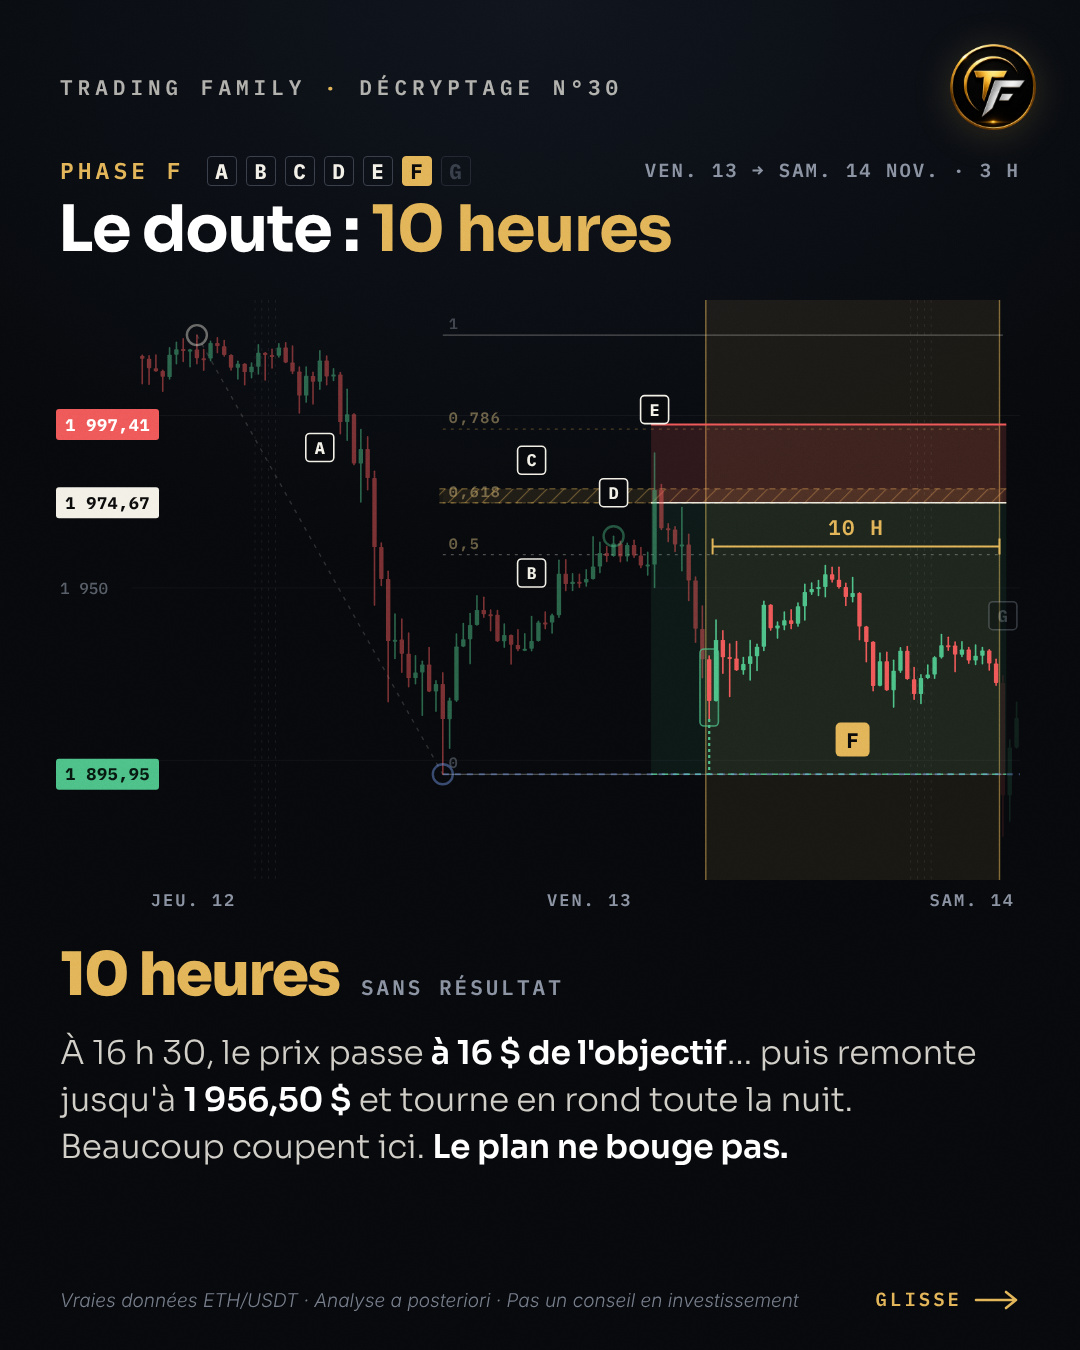 TRADING FAMILY · DÉCRYPTAGE N°30
TF
PHASE F A B C D E F G
VEN. 13 → SAM. 14 NOV. · 3 H
Le doute : 10 heures
1
E
0,786
1 997,41
A
C
0,618
D
1 974,67
10 H
0,5
B
1 950
G
F
0
1 895,95
JEU. 12
VEN. 13
SAM. 14
10 heures SANS RÉSULTAT
À 16 h 30, le prix passe à 16 $ de l'objectif... puis remonte
jusqu'à 1 956,50 $ et tourne en rond toute la nuit.
Beaucoup coupent ici. Le plan ne bouge pas.
Vraies données ETH/USDT · Analyse a posteriori · Pas un conseil en investissement
GLISSE →